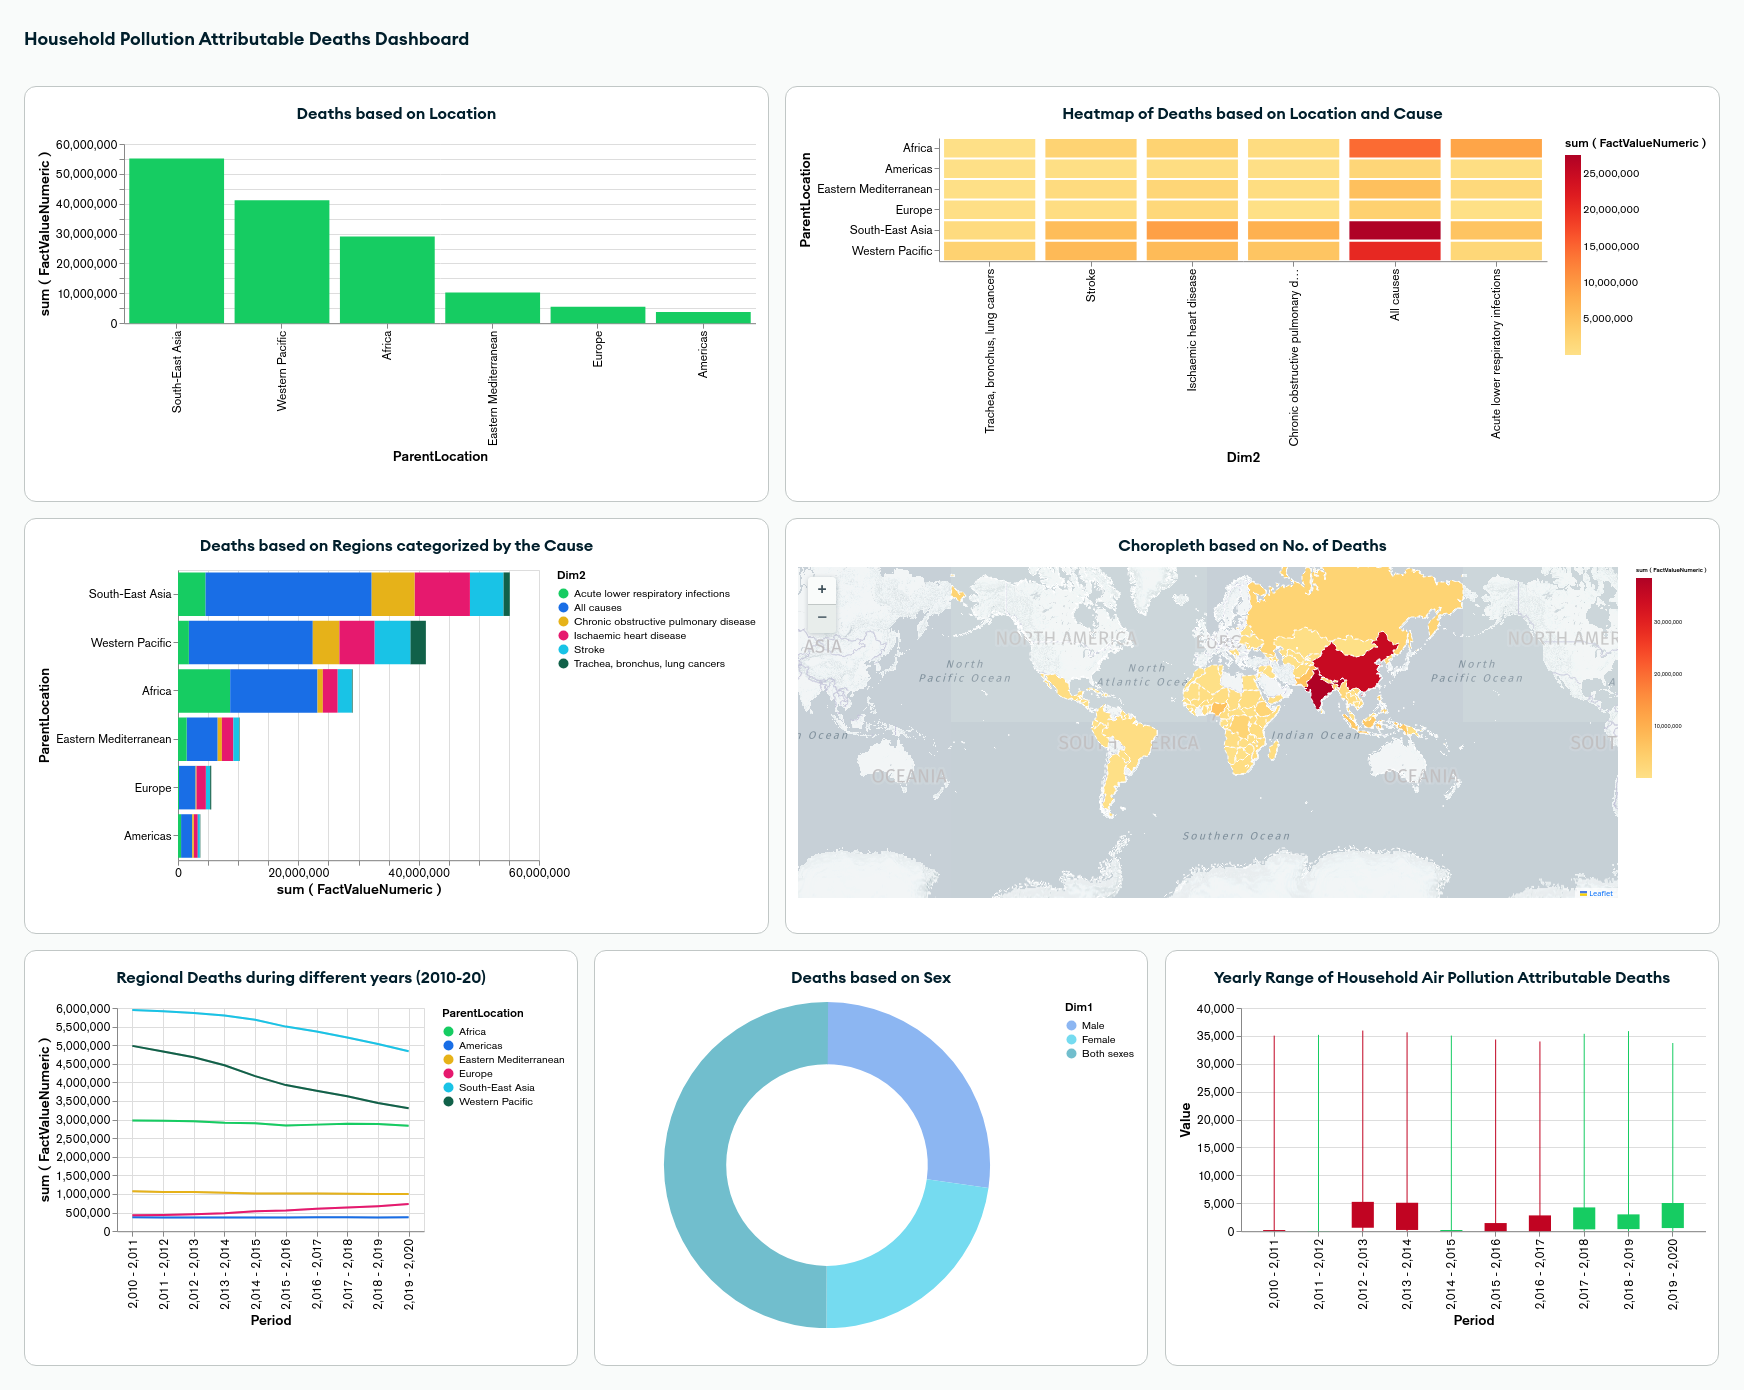 Household Pollution Attributable Deaths Dashboard
Deaths based on Location
sum ( FactValueNumeric )
60,000,000
50,000,000
40,000,000
30,000,000
20,000,000
10,000,000
0
South-East Asia
Western Pacific
Africa
Eastern Mediterranean
Europe
Americas
ParentLocation
Heatmap of Deaths based on Location and Cause
ParentLocation
Africa
Americas
Eastern Mediterranean
Europe
South-East Asia
Western Pacific
Trachea, bronchus, lung cancers
Stroke
Ischaemic heart disease
Chronic obstructive pulmonary d…
All causes
Acute lower respiratory infections
Dim2
sum ( FactValueNumeric )
25,000,000
20,000,000
15,000,000
10,000,000
5,000,000
Deaths based on Regions categorized by the Cause
ParentLocation
South-East Asia
Western Pacific
Africa
Eastern Mediterranean
Europe
Americas
0
20,000,000
40,000,000
60,000,000
sum ( FactValueNumeric )
Dim2
Acute lower respiratory infections
All causes
Chronic obstructive pulmonary disease
Ischaemic heart disease
Stroke
Trachea, bronchus, lung cancers
Choropleth based on No. of Deaths
+
−
ASIA
NORTH AMERICA
NORTH AMERICA
North
Pacific Ocean
North
Atlantic Ocea
North
Pacific Ocean
n Ocean
Indian Ocean
OCEANIA
OCEANIA
SOUT
Southern Ocean
Leaflet
sum ( FactValueNumeric )
30,000,000
20,000,000
10,000,000
Regional Deaths during different years (2010-20)
sum ( FactValueNumeric )
6,000,000
5,500,000
5,000,000
4,500,000
4,000,000
3,500,000
3,000,000
2,500,000
2,000,000
1,500,000
1,000,000
500,000
0
2,010 - 2,011
2,011 - 2,012
2,012 - 2,013
2,013 - 2,014
2,014 - 2,015
2,015 - 2,016
2,016 - 2,017
2,017 - 2,018
2,018 - 2,019
2,019 - 2,020
Period
ParentLocation
Africa
Americas
Eastern Mediterranean
Europe
South-East Asia
Western Pacific
Deaths based on Sex
Dim1
Male
Female
Both sexes
Yearly Range of Household Air Pollution Attributable Deaths
Value
40,000
35,000
30,000
25,000
20,000
15,000
10,000
5,000
0
2,010 - 2,011
2,011 - 2,012
2,012 - 2,013
2,013 - 2,014
2,014 - 2,015
2,015 - 2,016
2,016 - 2,017
2,017 - 2,018
2,018 - 2,019
2,019 - 2,020
Period